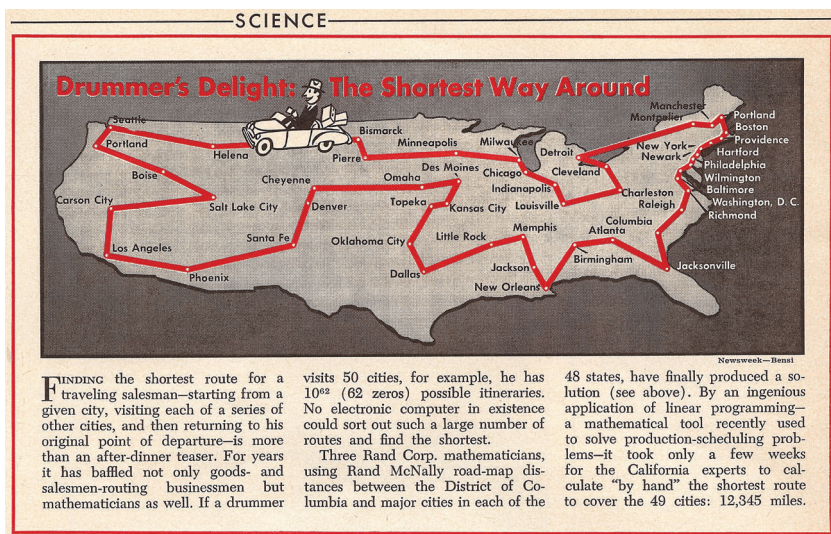 SCIENCE
Drummer's Delight: The Shortest Way Around
Seattle
Portland
Helena
Boise
Carson City
Salt Lake City
Los Angeles
Phoenix
Santa Fe
Denver
Cheyenne
Bismarck
Pierre
Minneapolis
Omaha
Des Moines
Topeka
Kansas City
Oklahoma City
Dallas
Little Rock
Memphis
Jackson
New Orleans
Milwaukee
Chicago
Indianapolis
Louisville
Detroit
Cleveland
Charleston
Manchester
Montpelier
Portland
Boston
Providence
New York
Newark
Hartford
Philadelphia
Wilmington
Baltimore
Washington, D. C.
Raleigh
Richmond
Columbia
Atlanta
Birmingham
Jacksonville
Newsweek—Bensi
FINDING the shortest route for a
traveling salesman—starting from a
given city, visiting each of a series of
other cities, and then returning to his
original point of departure—is more
than an after-dinner teaser. For years
it has baffled not only goods- and
salesmen-routing businessmen but
mathematicians as well. If a drummer
visits 50 cities, for example, he has
10⁶² (62 zeros) possible itineraries.
No electronic computer in existence
could sort out such a large number of
routes and find the shortest.
Three Rand Corp. mathematicians,
using Rand McNally road-map dis-
tances between the District of Co-
lumbia and major cities in each of the
48 states, have finally produced a so-
lution (see above). By an ingenious
application of linear programming—
a mathematical tool recently used
to solve production-scheduling prob-
lems—it took only a few weeks
for the California experts to cal-
culate "by hand" the shortest route
to cover the 49 cities: 12,345 miles.